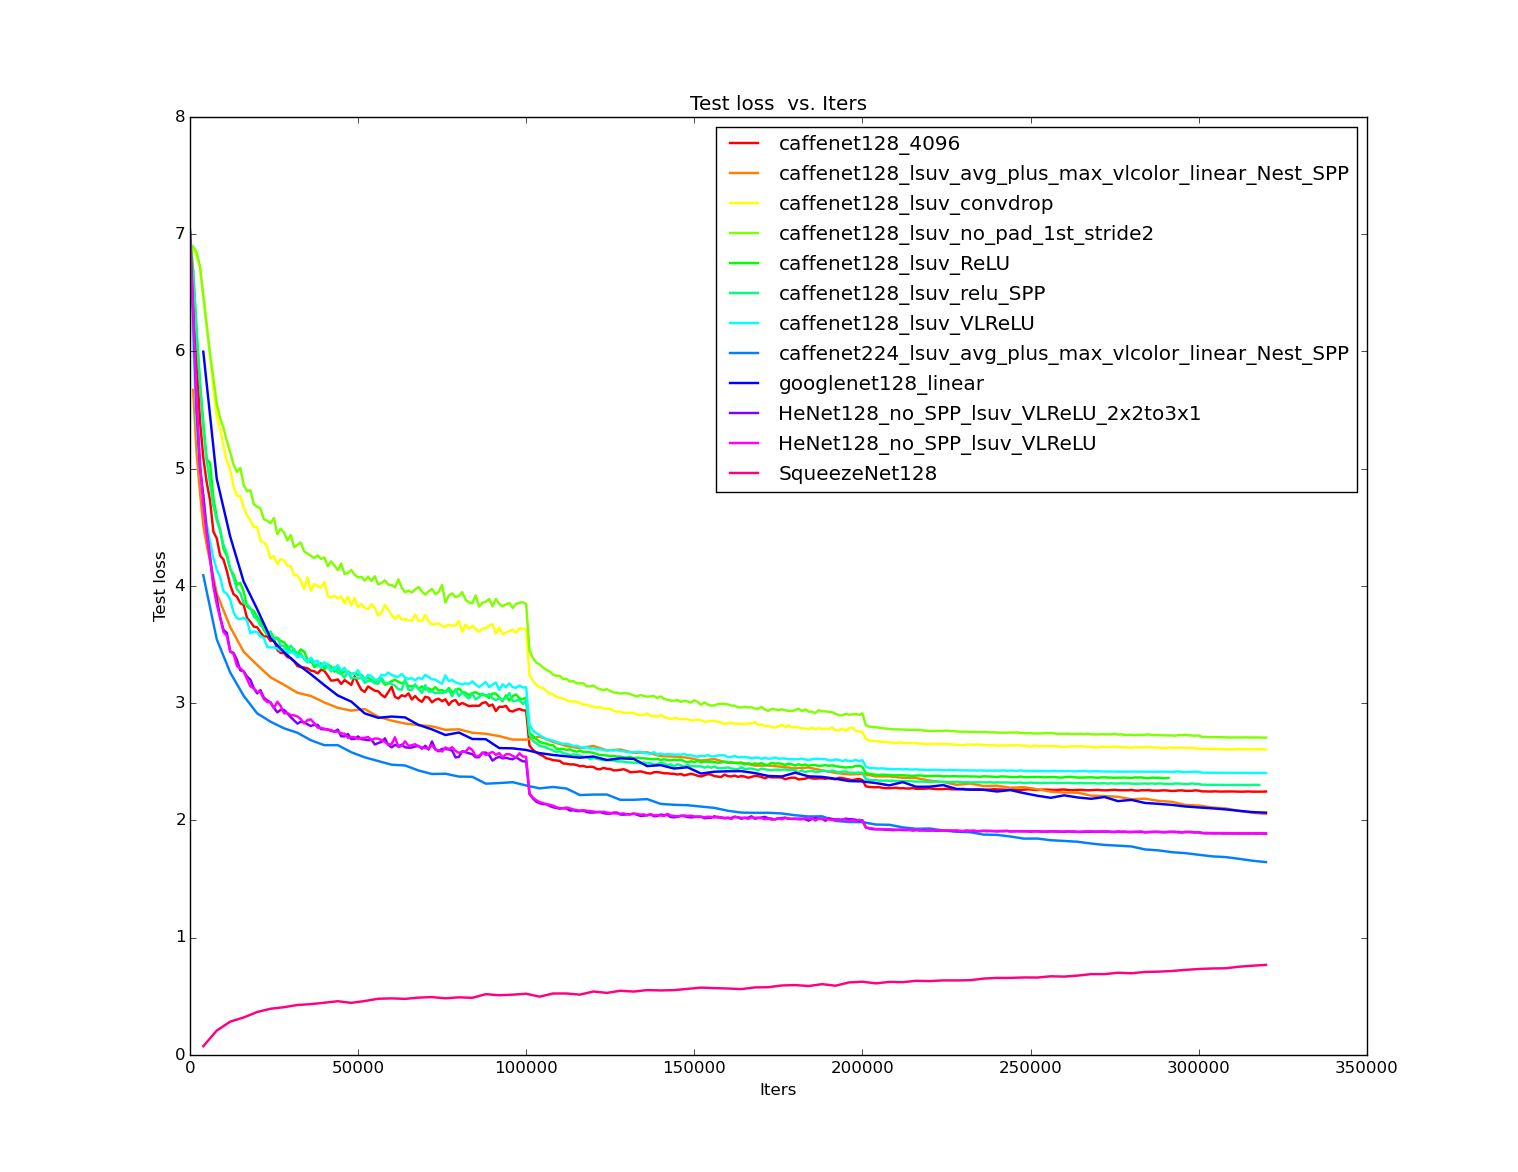 Test loss  vs. Iters
8
7
6
5
4
3
2
1
0
Test loss
caffenet128_4096
caffenet128_lsuv_avg_plus_max_vlcolor_linear_Nest_SPP
caffenet128_lsuv_convdrop
caffenet128_lsuv_no_pad_1st_stride2
caffenet128_lsuv_ReLU
caffenet128_lsuv_relu_SPP
caffenet128_lsuv_VLReLU
caffenet224_lsuv_avg_plus_max_vlcolor_linear_Nest_SPP
googlenet128_linear
HeNet128_no_SPP_lsuv_VLReLU_2x2to3x1
HeNet128_no_SPP_lsuv_VLReLU
SqueezeNet128
0 50000 100000 150000 200000 250000 300000 350000
Iters